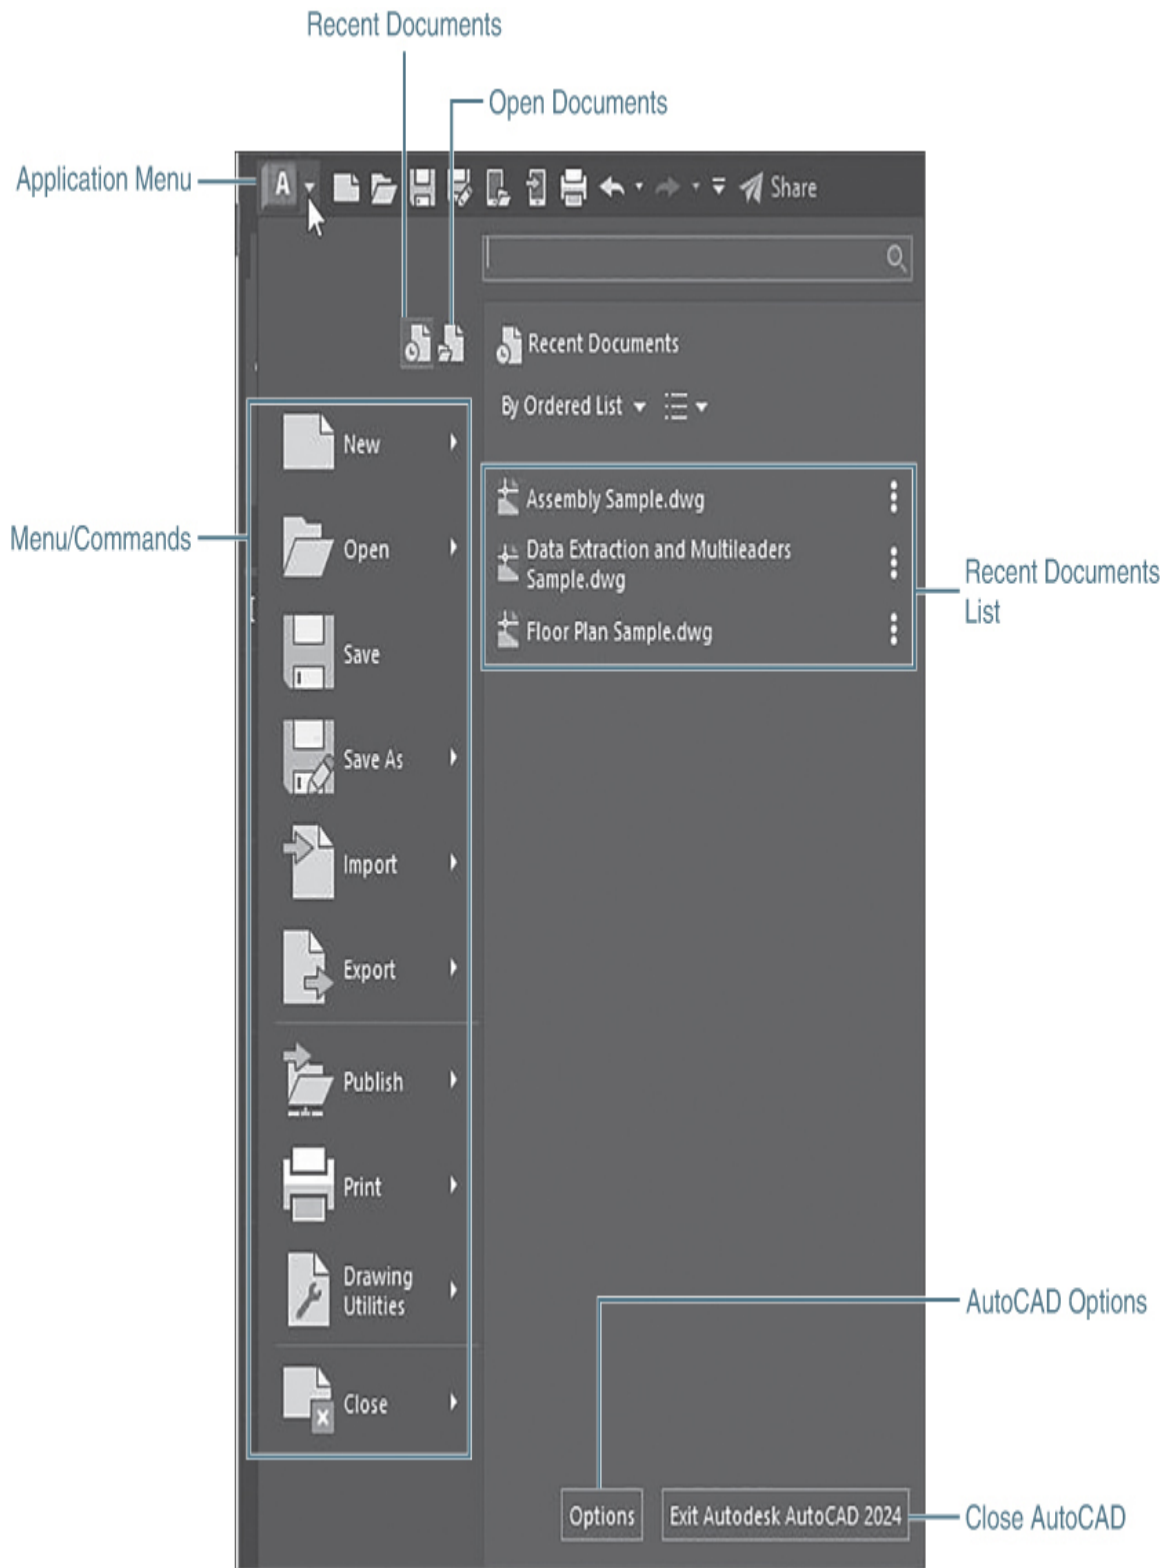 Recent Documents
Open Documents
Application Menu
A
Share
Recent Documents
By Ordered List
New
Assembly Sample.dwg
Menu/Commands
Open
Data Extraction and Multileaders
Sample.dwg
Recent Documents
List
Floor Plan Sample.dwg
Save
Save As
Import
Export
Publish
Print
Drawing
Utilities
AutoCAD Options
Close
Options
Exit Autodesk AutoCAD 2024
Close AutoCAD